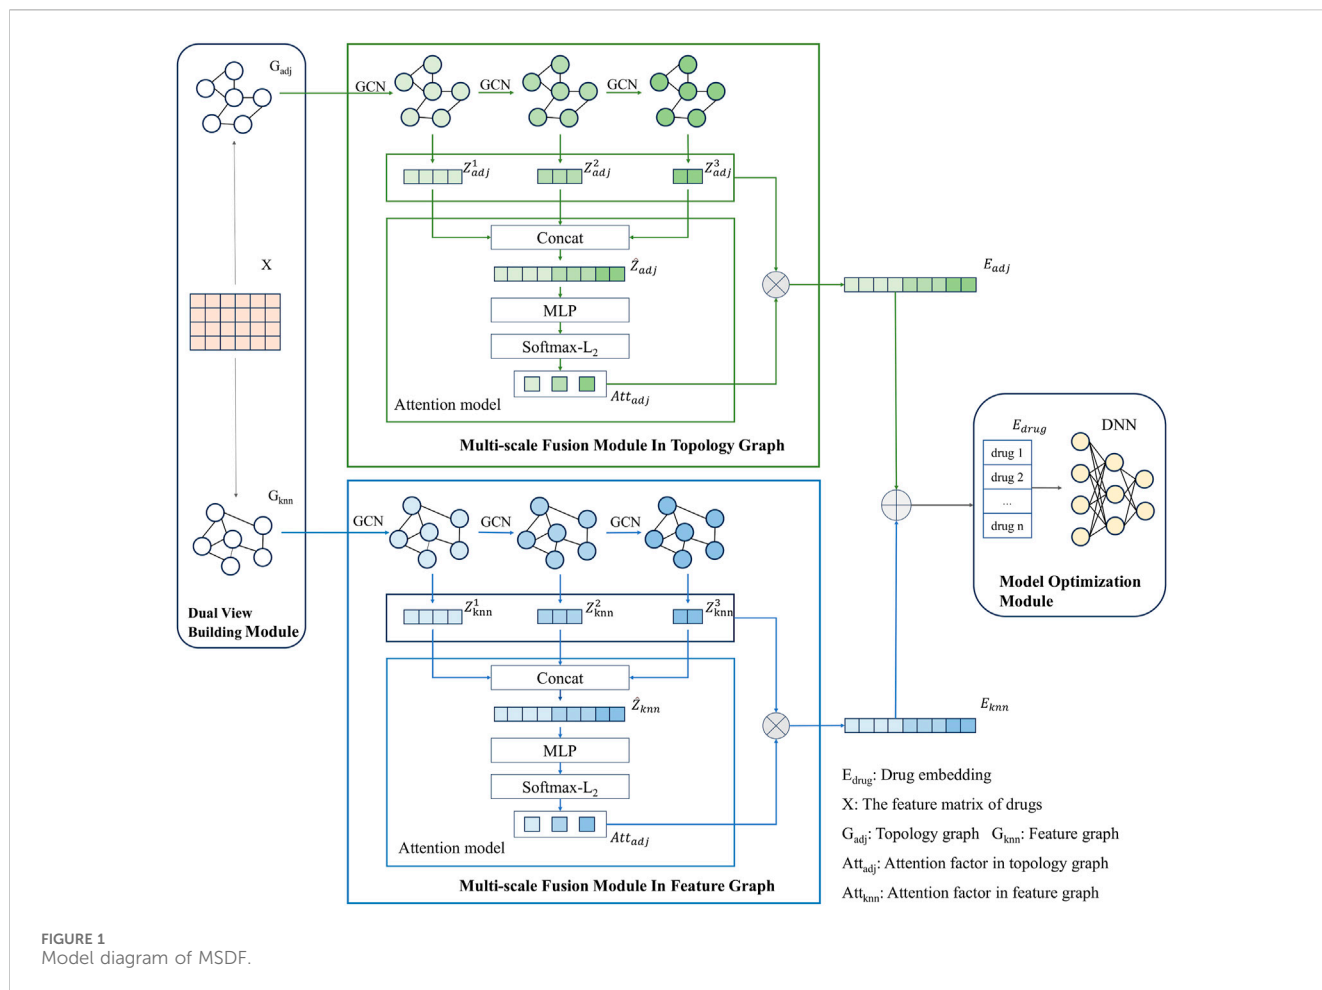 G_adj
X
G_knn
Dual View
Building Module
GCN
GCN
GCN
Z^1_adj
Z^2_adj
Z^3_adj
Concat
Ẑ_adj
MLP
Softmax-L_2
Att_adj
Attention model
Multi-scale Fusion Module In Topology Graph
GCN
GCN
GCN
Z^1_knn
Z^2_knn
Z^3_knn
Concat
Ẑ_knn
MLP
Softmax-L_2
Att_adj
Attention model
Multi-scale Fusion Module In Feature Graph
E_adj
E_knn
E_drug
DNN
drug 1
drug 2
...
drug n
Model Optimization
Module
E_drug: Drug embedding
X: The feature matrix of drugs
G_adj: Topology graph G_knn: Feature graph
Att_adj: Attention factor in topology graph
Att_knn: Attention factor in feature graph
FIGURE 1
Model diagram of MSDF.